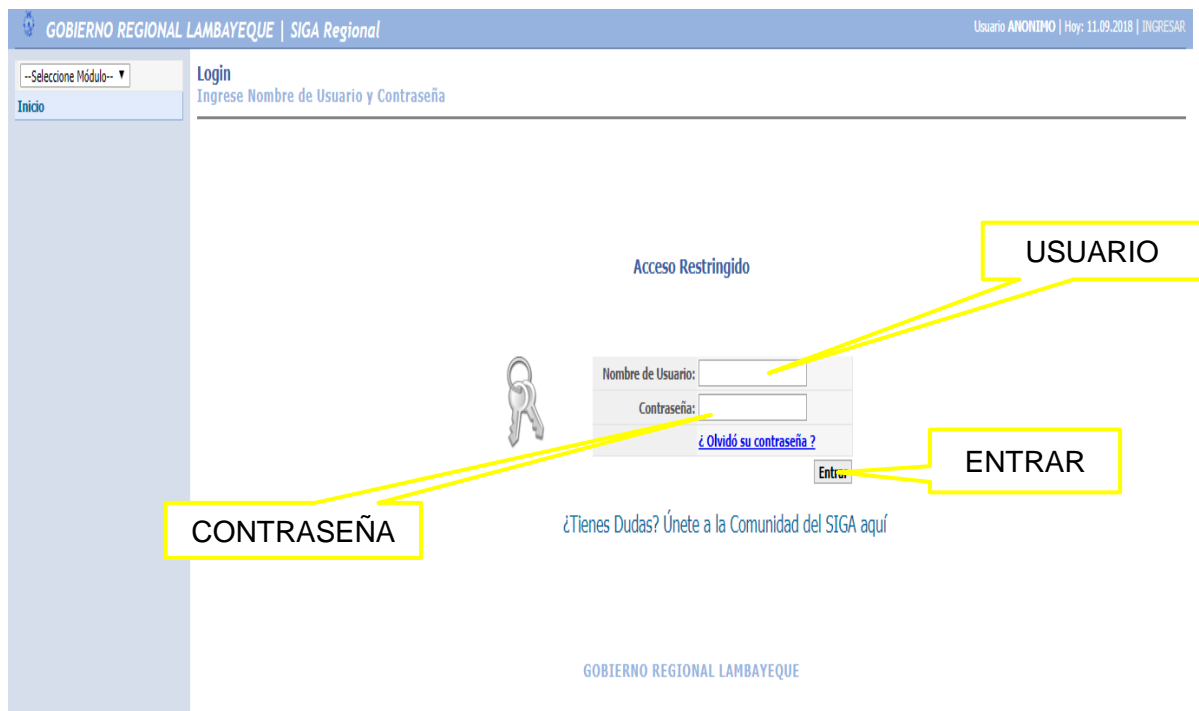 GOBIERNO REGIONAL LAMBAYEQUE | SIGA Regional
Usuario ANONIMO | Hoy: 11.09.2018 | INGRESAR
--Seleccione Módulo-- ▼
Inicio
Login
Ingrese Nombre de Usuario y Contraseña
USUARIO
Acceso Restringido
Nombre de Usuario:
Contraseña:
¿ Olvidó su contraseña ?
Entrar
ENTRAR
CONTRASEÑA
¿Tienes Dudas? Únete a la Comunidad del SIGA aquí
GOBIERNO REGIONAL LAMBAYEQUE